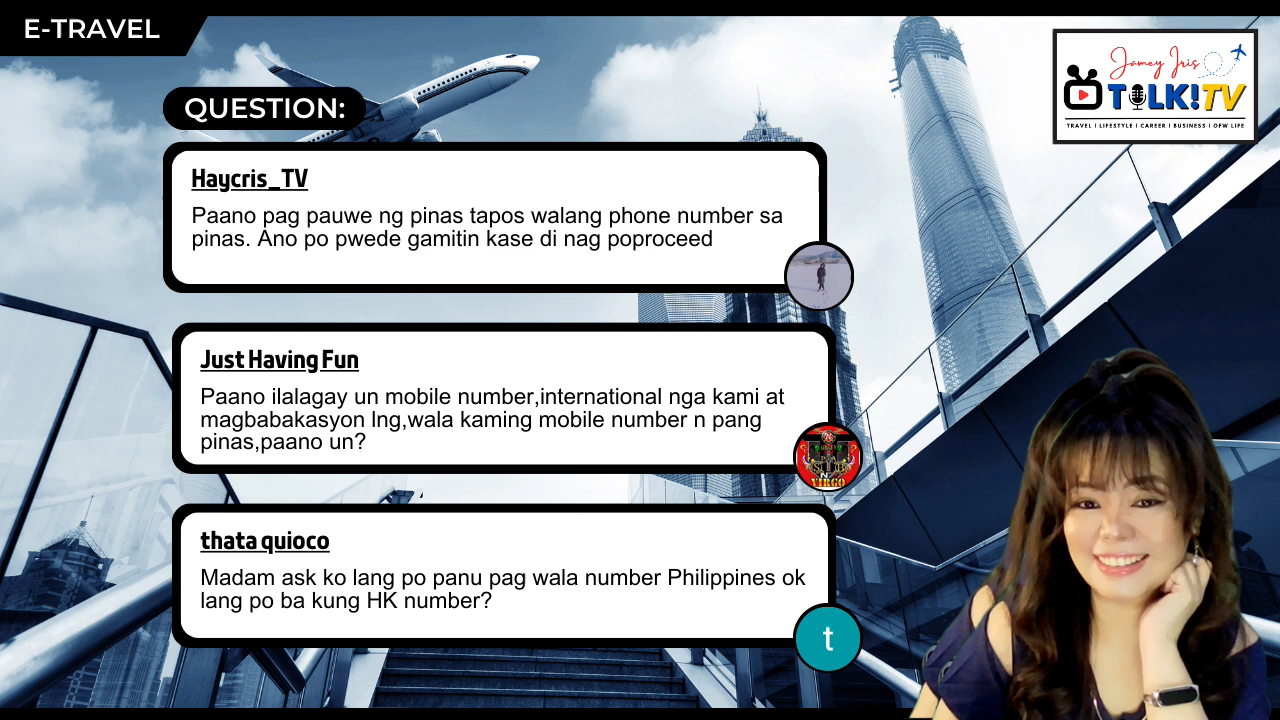 E-TRAVEL
Jamey Jris
TALK!TV
TRAVEL | LIFESTYLE | CAREER | BUSINESS | OFW LIFE
QUESTION:
Haycris_TV
Paano pag pauwe ng pinas tapos walang phone number sa
pinas. Ano po pwede gamitin kase di nag poproceed
Just Having Fun
Paano ilalagay un mobile number,international nga kami at
magbabakasyon lng,wala kaming mobile number n pang
pinas,paano un?
VIRGO
thata quioco
Madam ask ko lang po panu pag wala number Philippines ok
lang po ba kung HK number?
t